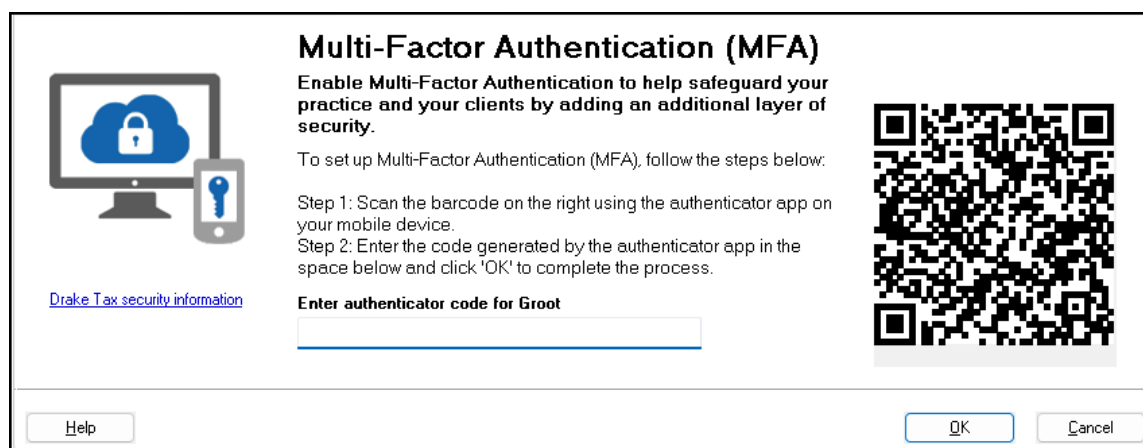 Multi-Factor Authentication (MFA)
Enable Multi-Factor Authentication to help safeguard your
practice and your clients by adding an additional layer of
security.
To set up Multi-Factor Authentication (MFA), follow the steps below:
Step 1: Scan the barcode on the right using the authenticator app on
your mobile device.
Step 2: Enter the code generated by the authenticator app in the
space below and click 'OK' to complete the process.
Drake Tax security information
Enter authenticator code for Groot
Help
OK
Cancel